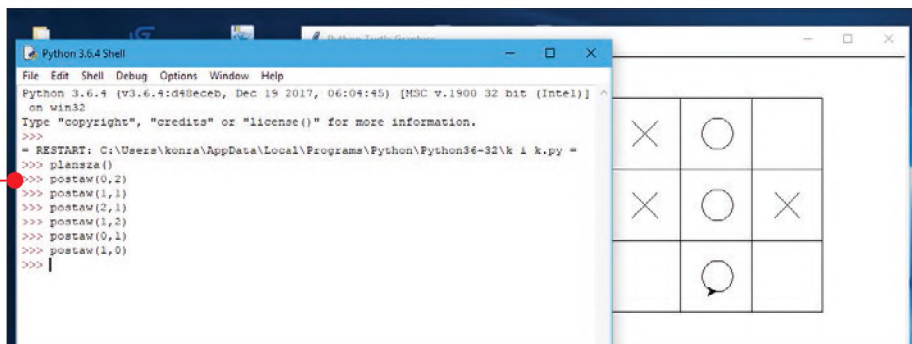 Python Turtle Graphics
Python 3.6.4 Shell
File Edit Shell Debug Options Window Help
Python 3.6.4 (v3.6.4:d48eceb, Dec 19 2017, 06:04:45) [MSC v.1900 32 bit (Intel)]
on win32
Type "copyright", "credits" or "license()" for more information.
>>>
= RESTART: C:\Users\konra\AppData\Local\Programs\Python\Python36-32\k i k.py =
>>> plansza()
>>> postaw(0,2)
>>> postaw(1,1)
>>> postaw(2,1)
>>> postaw(1,2)
>>> postaw(0,1)
>>> postaw(1,0)
>>>